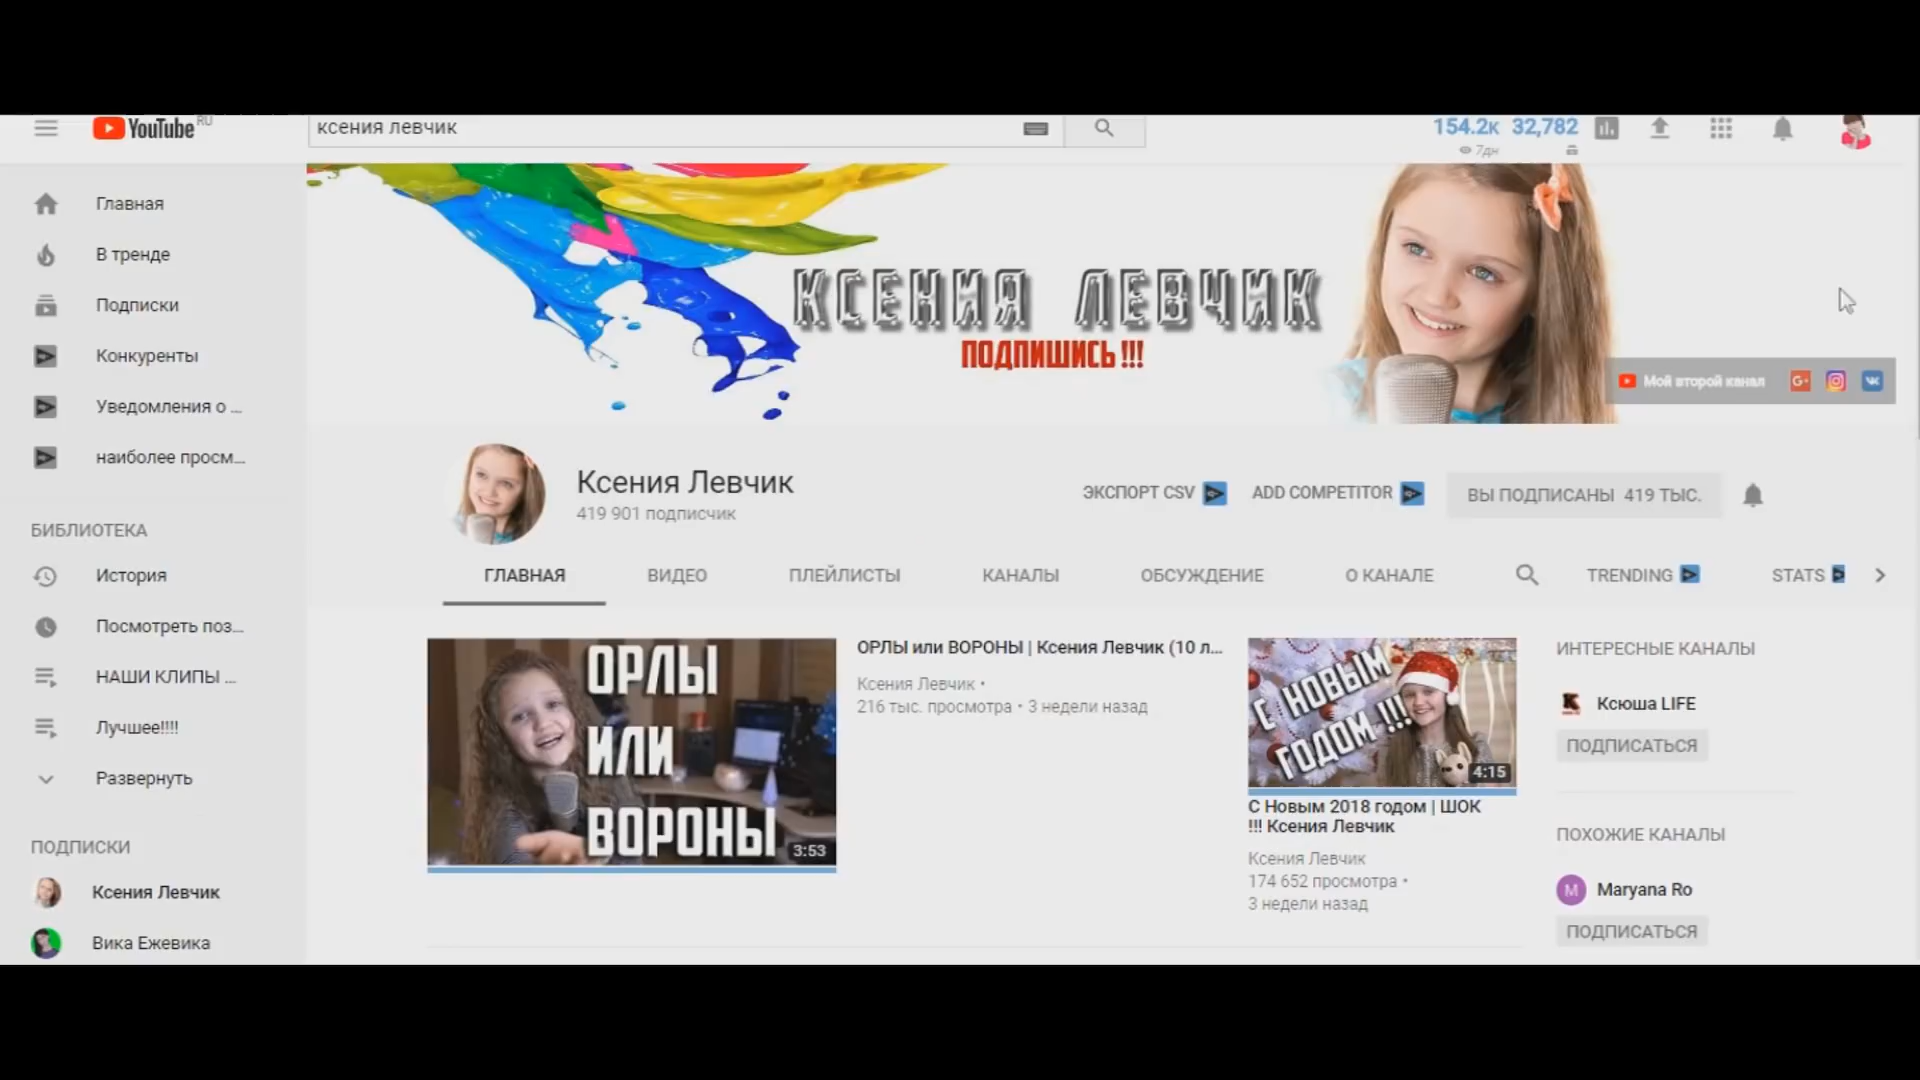 YouTube RU
ксения левчик
154.2к 32,782
7дн
Главная
В тренде
Подписки
Конкуренты
Уведомления о ...
наиболее просм...
БИБЛИОТЕКА
История
Посмотреть поз...
НАШИ КЛИПЫ ...
Лучшее!!!!
Развернуть
ПОДПИСКИ
Ксения Левчик
Вика Ежевика
КСЕНИЯ ЛЕВЧИК
ПОДПИШИСЬ !!!
Мой второй канал
Ксения Левчик
419 901 подписчик
ЭКСПОРТ CSV
ADD COMPETITOR
ВЫ ПОДПИСАНЫ 419 ТЫС.
ГЛАВНАЯ ВИДЕО ПЛЕЙЛИСТЫ КАНАЛЫ ОБСУЖДЕНИЕ О КАНАЛЕ TRENDING STATS
ОРЛЫ
ИЛИ
ВОРОНЫ
3:53
ОРЛЫ или ВОРОНЫ | Ксения Левчик (10 л...
Ксения Левчик •
216 тыс. просмотра • 3 недели назад
С НОВЫМ
ГОДОМ !!!
4:15
С Новым 2018 годом | ШОК
!!! Ксения Левчик
Ксения Левчик
174 652 просмотра •
3 недели назад
ИНТЕРЕСНЫЕ КАНАЛЫ
Ксюша LIFE
ПОДПИСАТЬСЯ
ПОХОЖИЕ КАНАЛЫ
M
Maryana Ro
ПОДПИСАТЬСЯ